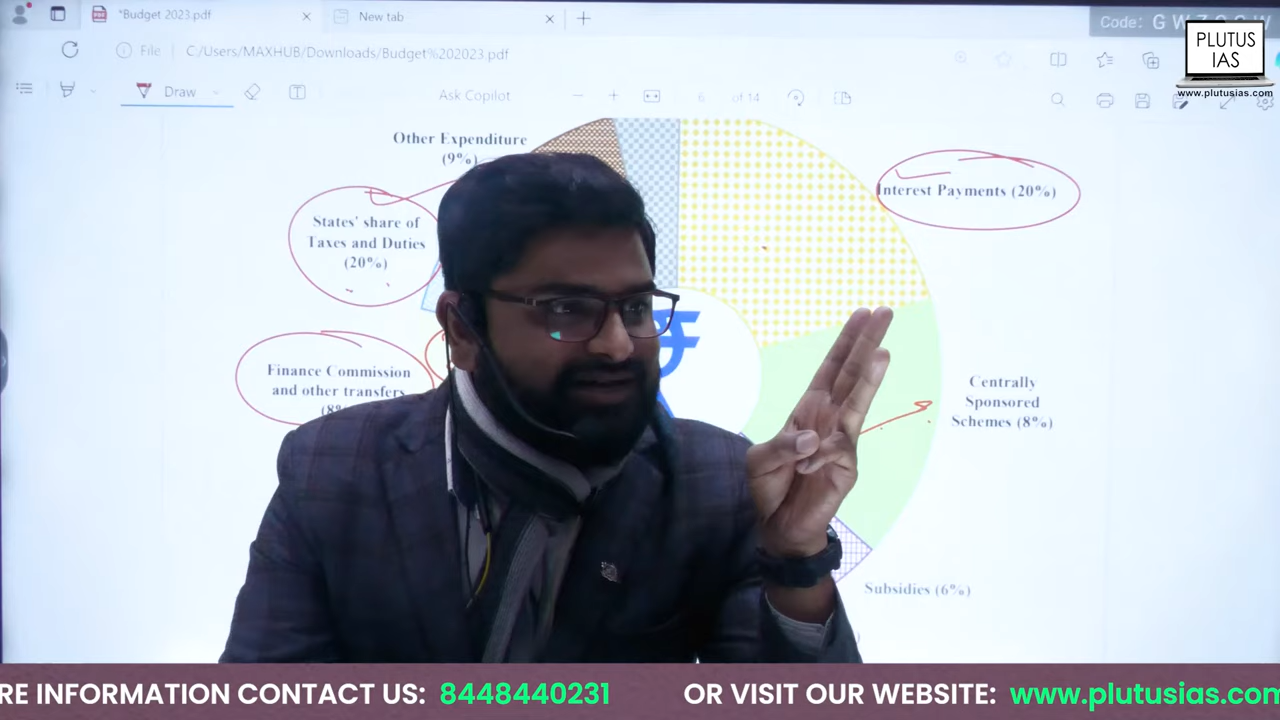 *Budget 2023.pdf
New tab
Code: G W
PLUTUS
IAS
www.plutusias.com
File
C:/Users/MAXHUB/Downloads/Budget%202023.pdf
Draw
Ask Copilot
6 of 14
Other Expenditure
(9%)
Interest Payments (20%)
States' share of
Taxes and Duties
(20%)
Finance Commission
and other transfers
(8%
Centrally
Sponsored
Schemes (8%)
Subsidies (6%)
RE INFORMATION CONTACT US: 8448440231 OR VISIT OUR WEBSITE: www.plutusias.com